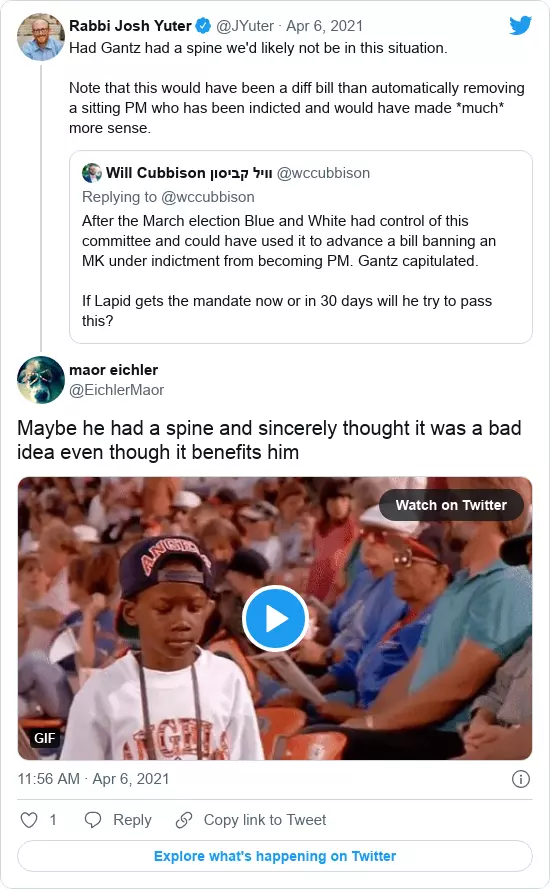 Rabbi Josh Yuter @JYuter · Apr 6, 2021
Had Gantz had a spine we'd likely not be in this situation.
Note that this would have been a diff bill than automatically removing
a sitting PM who has been indicted and would have made *much*
more sense.
Will Cubbison וויל קביסון @wccubbison
Replying to @wccubbison
After the March election Blue and White had control of this
committee and could have used it to advance a bill banning an
MK under indictment from becoming PM. Gantz capitulated.
If Lapid gets the mandate now or in 30 days will he try to pass
this?
maor eichler
@EichlerMaor
Maybe he had a spine and sincerely thought it was a bad
idea even though it benefits him
Watch on Twitter
ANGELS
ANGELS
GIF
11:56 AM · Apr 6, 2021
1 Reply Copy link to Tweet
Explore what's happening on Twitter